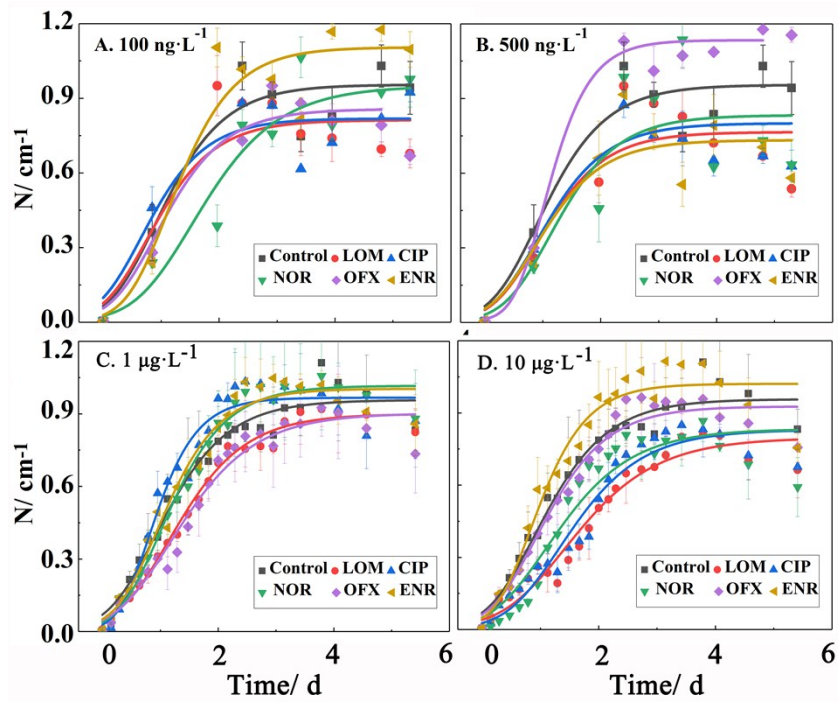 A. 100 ng·L-1
B. 500 ng·L-1
N/ cm-1
1.2
0.9
0.6
0.3
0.0
Control LOM CIP
NOR OFX ENR
Control LOM CIP
NOR OFX ENR
C. 1 μg·L-1
D. 10 μg·L-1
N/ cm-1
1.2
0.9
0.6
0.3
0.0
Control LOM CIP
NOR OFX ENR
Control LOM CIP
NOR OFX ENR
0 2 4 6
0 2 4 6
Time/ d
Time/ d